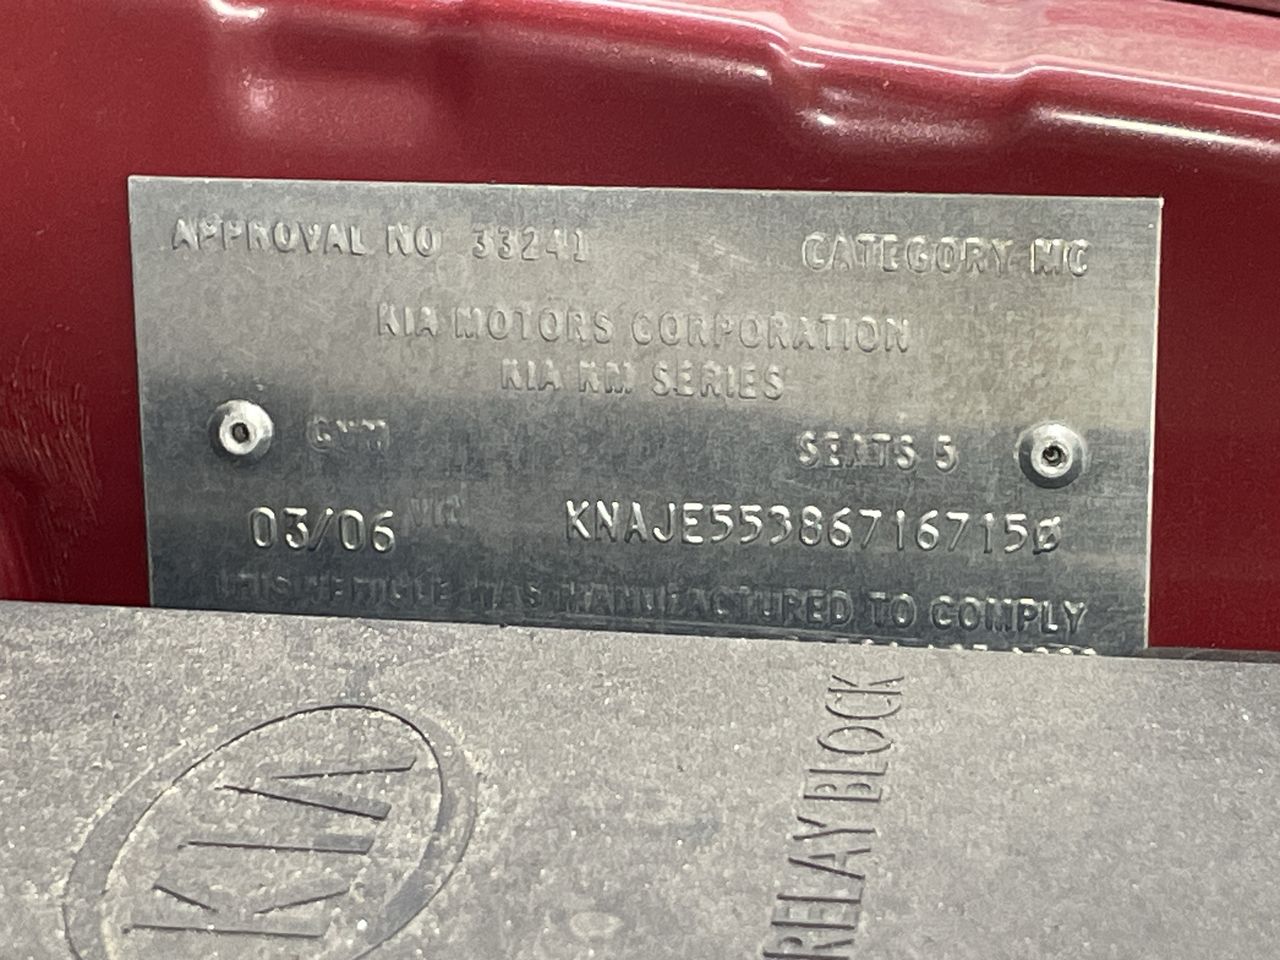 APPROVAL NO 33241 CATEGORY MC
KIA MOTORS CORPORATION
KIA KM SERIES
GVM SEATS 5
03/06 VIN KNAJE553867167150
THIS VEHICLE WAS MANUFACTURED TO COMPLY
KIA
RELAY BLOCK